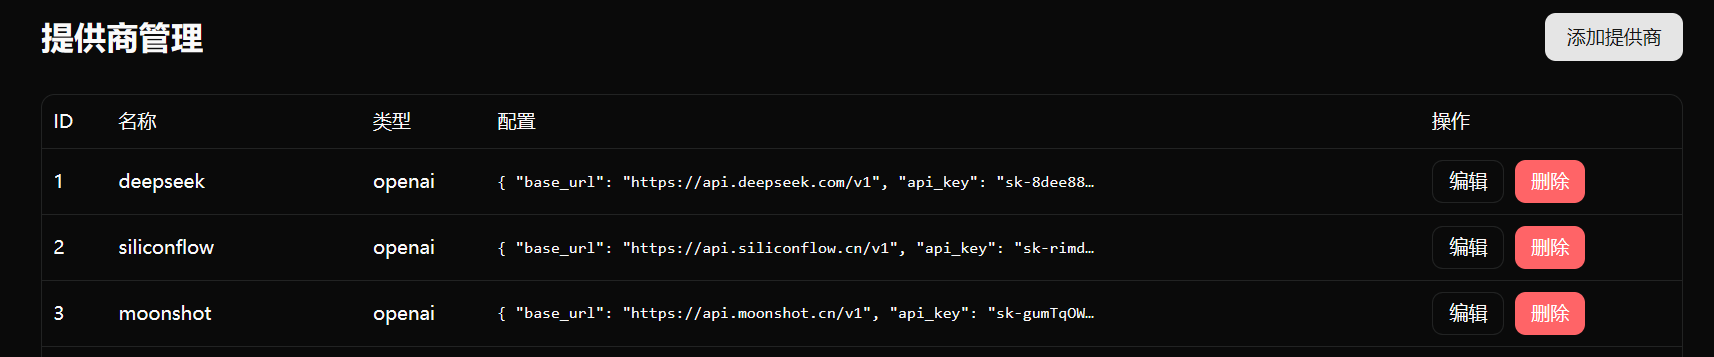 提供商管理 添加提供商
ID 名称 类型 配置 操作
1 deepseek openai { "base_url": "https://api.deepseek.com/v1", "api_key": "sk-8dee88… 编辑 删除
2 siliconflow openai { "base_url": "https://api.siliconflow.cn/v1", "api_key": "sk-rimd… 编辑 删除
3 moonshot openai { "base_url": "https://api.moonshot.cn/v1", "api_key": "sk-gumTqOW… 编辑 删除